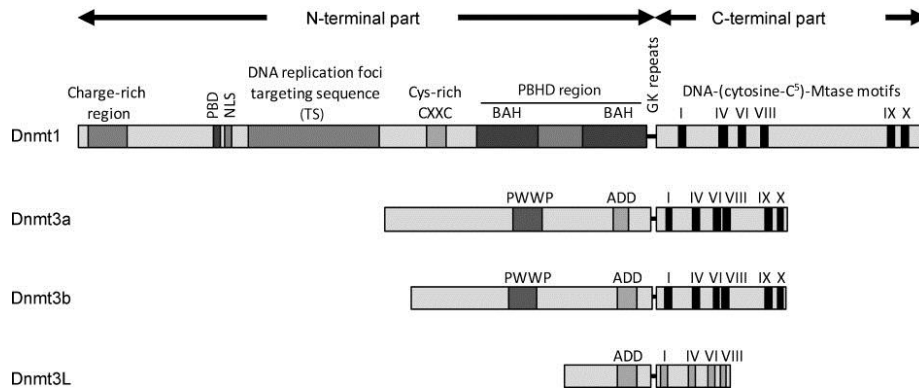 N-terminal part C-terminal part
GK repeats
Charge-rich region
PBD
NLS
DNA replication foci targeting sequence (TS)
Cys-rich CXXC
PBHD region
BAH BAH
DNA-(cytosine-C⁵)-Mtase motifs
I IV VI VIII IX X
Dnmt1
PWWP ADD I IV VI VIII IX X
Dnmt3a
PWWP ADD I IV VI VIII IX X
Dnmt3b
ADD I IV VI VIII
Dnmt3L